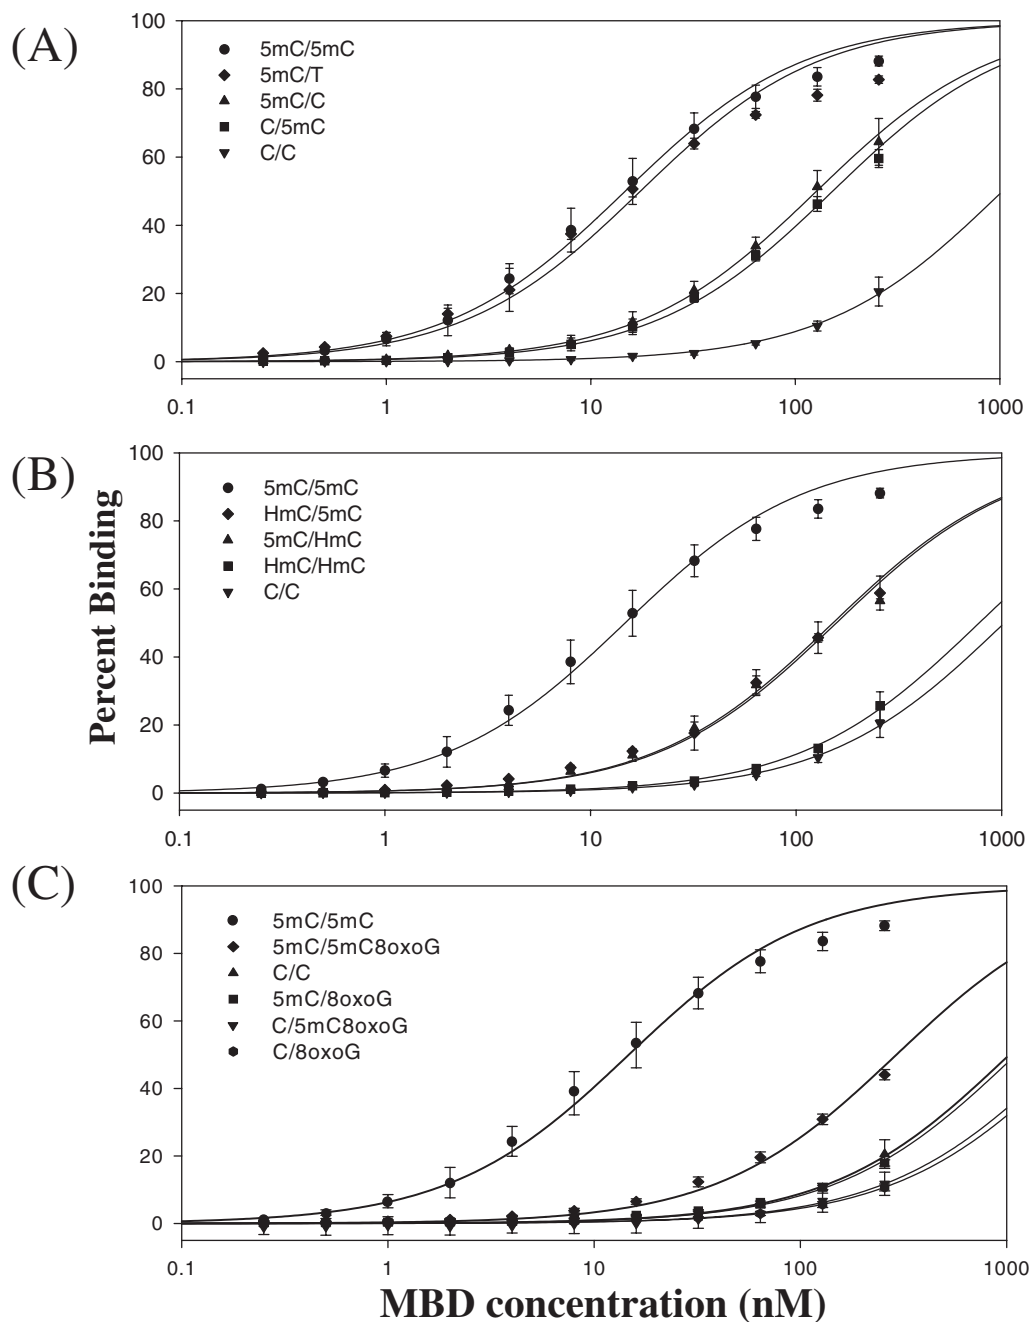 (A)
100
80
60
40
20
0
5mC/5mC
5mC/T
5mC/C
C/5mC
C/C
0.1 1 10 100 1000
(B)
Percent Binding
100
80
60
40
20
0
5mC/5mC
HmC/5mC
5mC/HmC
HmC/HmC
C/C
0.1 1 10 100 1000
(C)
100
80
60
40
20
0
5mC/5mC
5mC/5mC8oxoG
C/C
5mC/8oxoG
C/5mC8oxoG
C/8oxoG
0.1 1 10 100 1000
MBD concentration (nM)